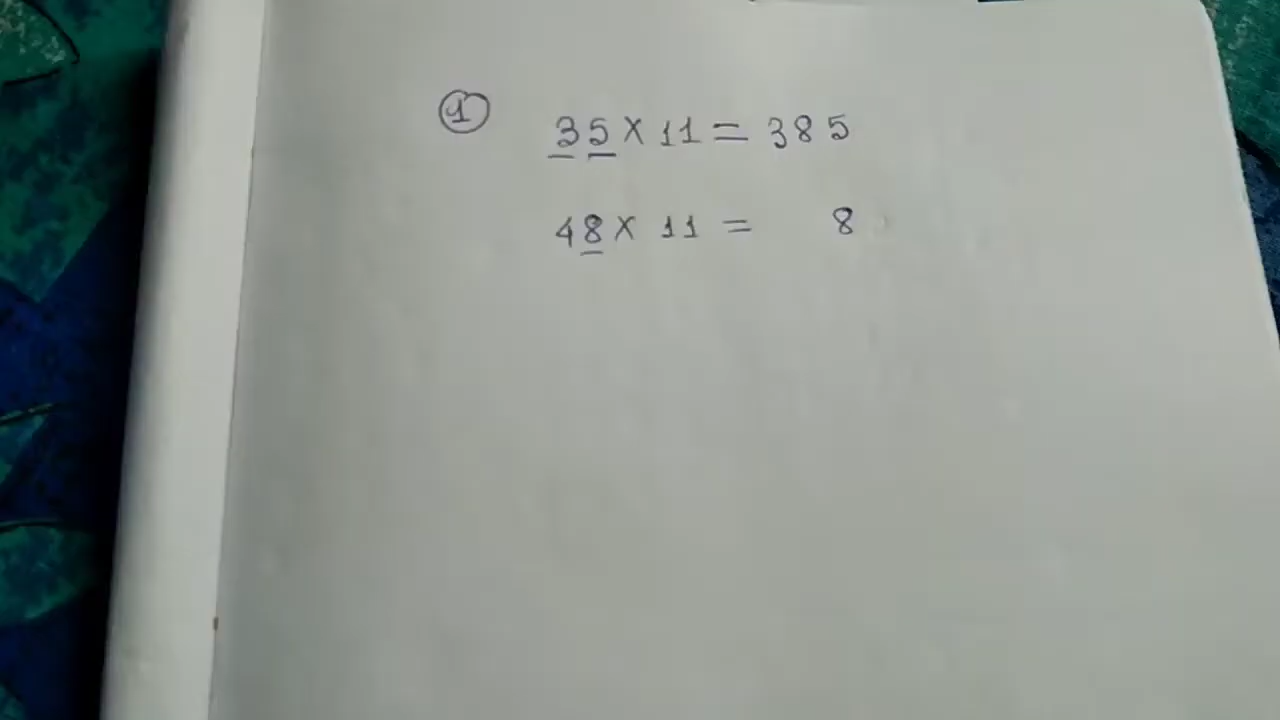 ① 35 × 11 = 385
48 × 11 = 8